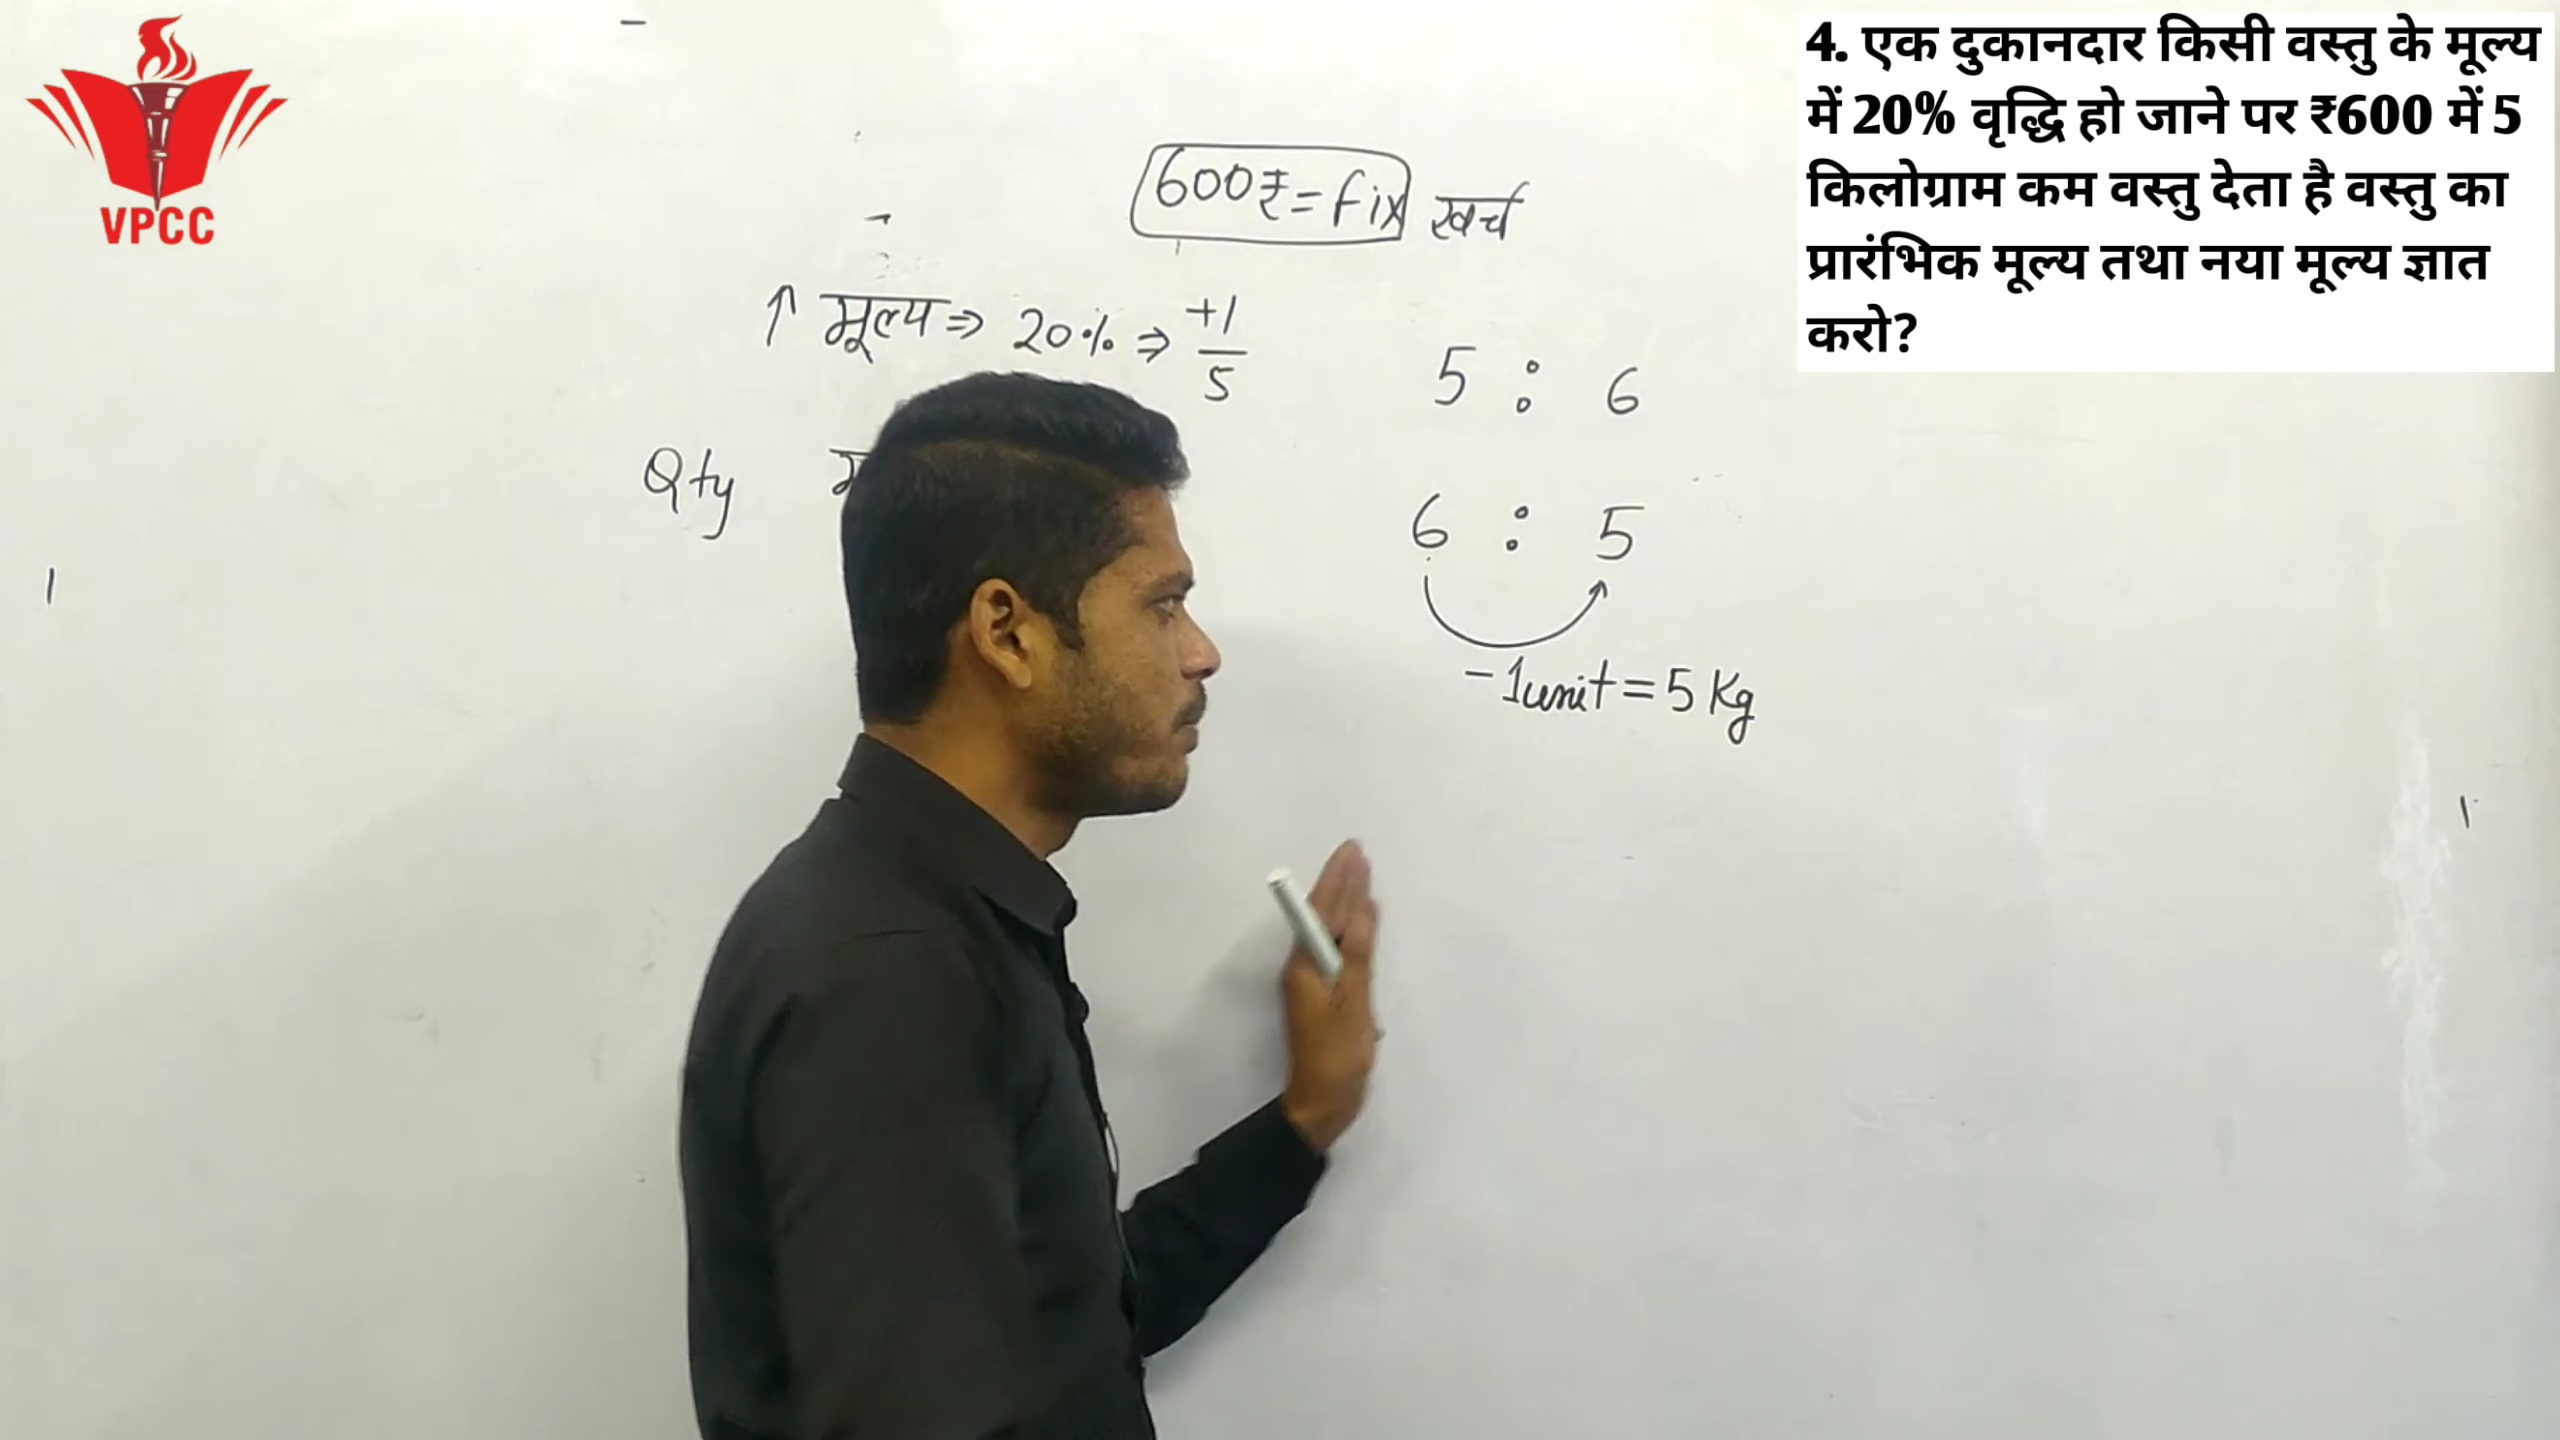 VPCC
4. एक दुकानदार किसी वस्तु के मूल्य
में 20% वृद्धि हो जाने पर ₹600 में 5
किलोग्राम कम वस्तु देता है वस्तु का
प्रारंभिक मूल्य तथा नया मूल्य ज्ञात
करो?
600₹ = fix खर्च
↑ मूल्य ⇒ 20% ⇒ +1/5 5 : 6
Qty 6 : 5
-1unit = 5 Kg